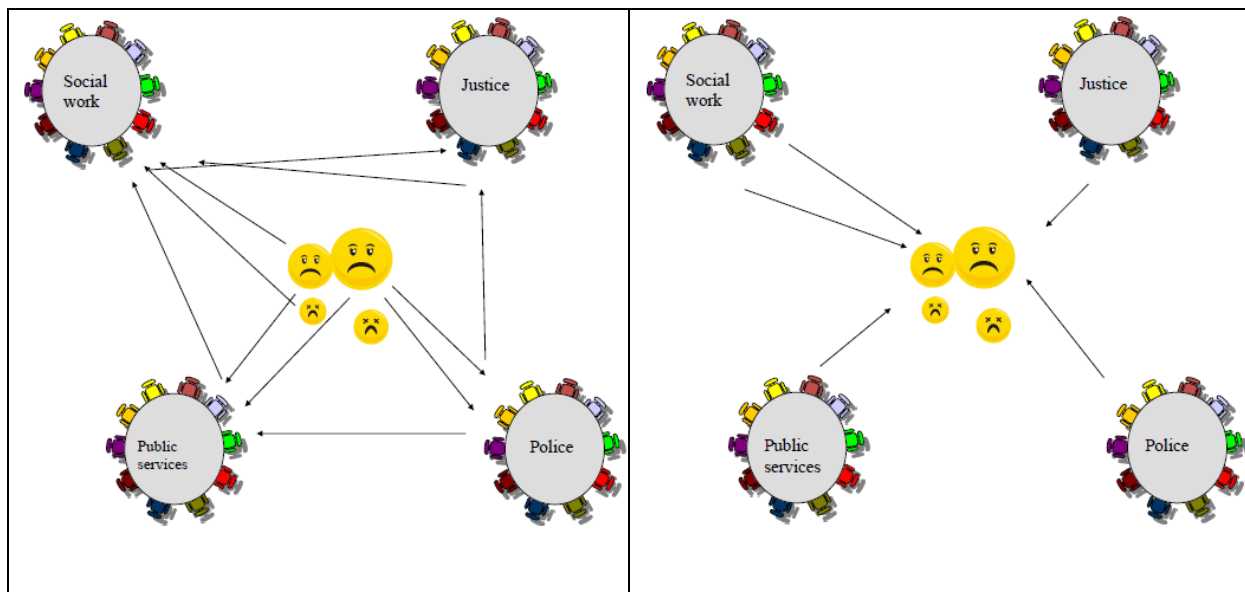 Social
work
Justice
Public
services
Police
Social
work
Justice
Public
services
Police